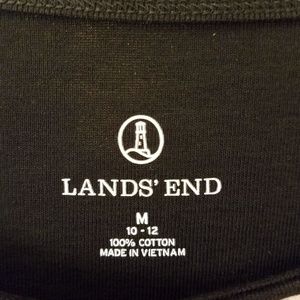 LANDS' END
M
10 - 12
100% COTTON
MADE IN VIETNAM